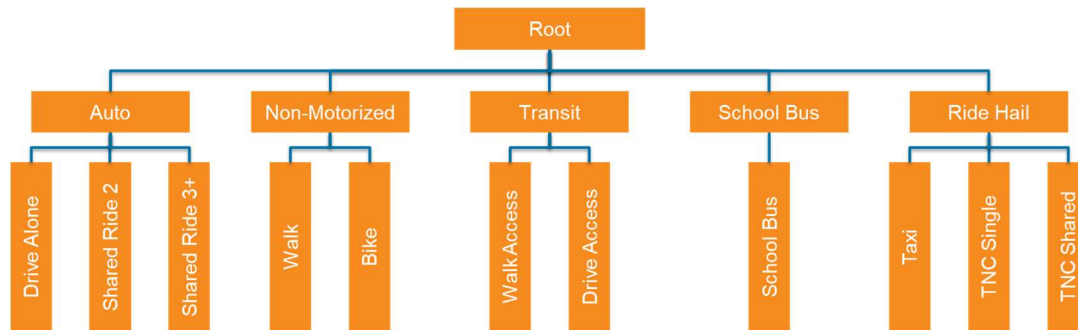 Root
Auto
Non-Motorized
Transit
School Bus
Ride Hail
Drive Alone
Shared Ride 2
Shared Ride 3+
Walk
Bike
Walk Access
Drive Access
School Bus
Taxi
TNC Single
TNC Shared